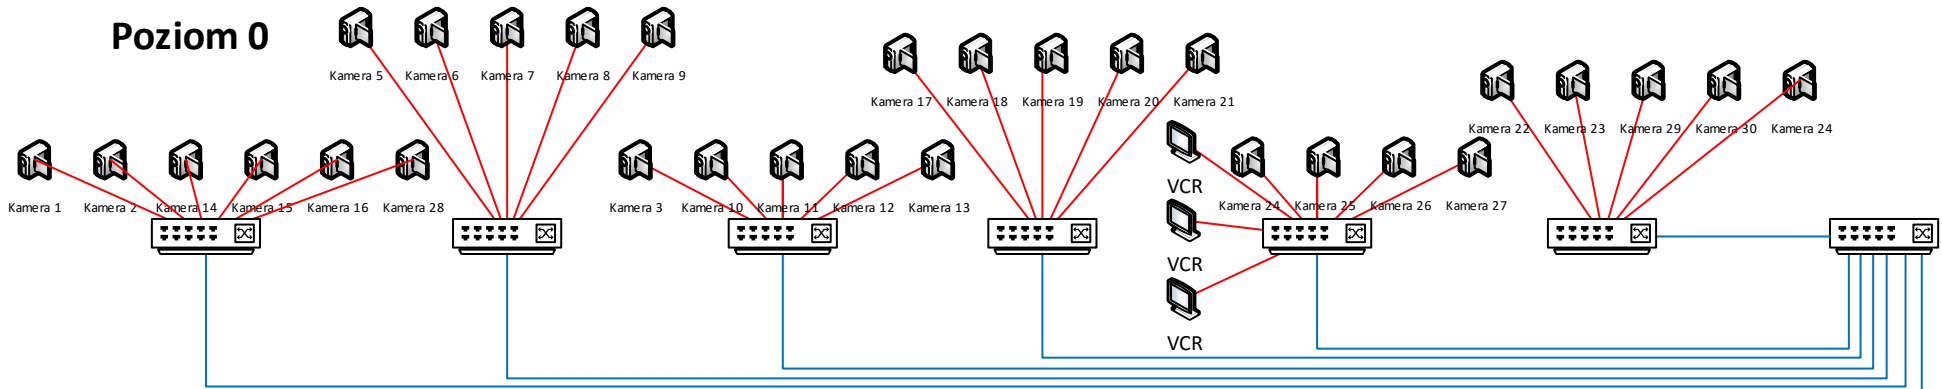 Poziom 0
Kamera 5
Kamera 6
Kamera 7
Kamera 8
Kamera 9
Kamera 17
Kamera 18
Kamera 19
Kamera 20
Kamera 21
Kamera 22
Kamera 23
Kamera 29
Kamera 30
Kamera 24
Kamera 1
Kamera 2
Kamera 14
Kamera 15
Kamera 16
Kamera 28
Kamera 3
Kamera 10
Kamera 11
Kamera 12
Kamera 13
VCR
Kamera 24
Kamera 25
Kamera 26
Kamera 27
VCR
VCR